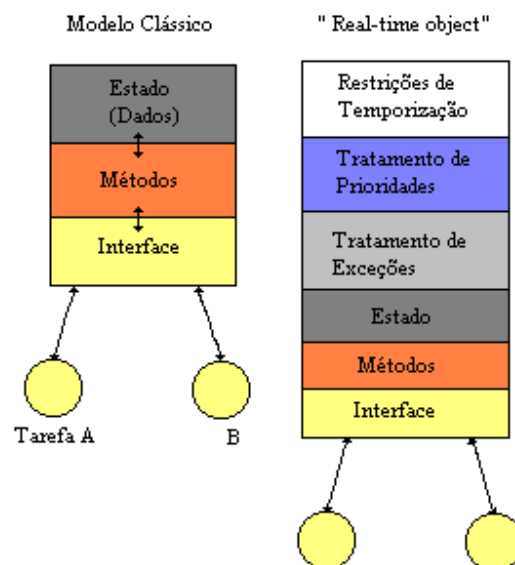 Modelo Clássico
Estado
(Dados)
Métodos
Interface
Tarefa A
B
" Real-time object"
Restrições de
Temporização
Tratamento de
Prioridades
Tratamento de
Exceções
Estado
Métodos
Interface